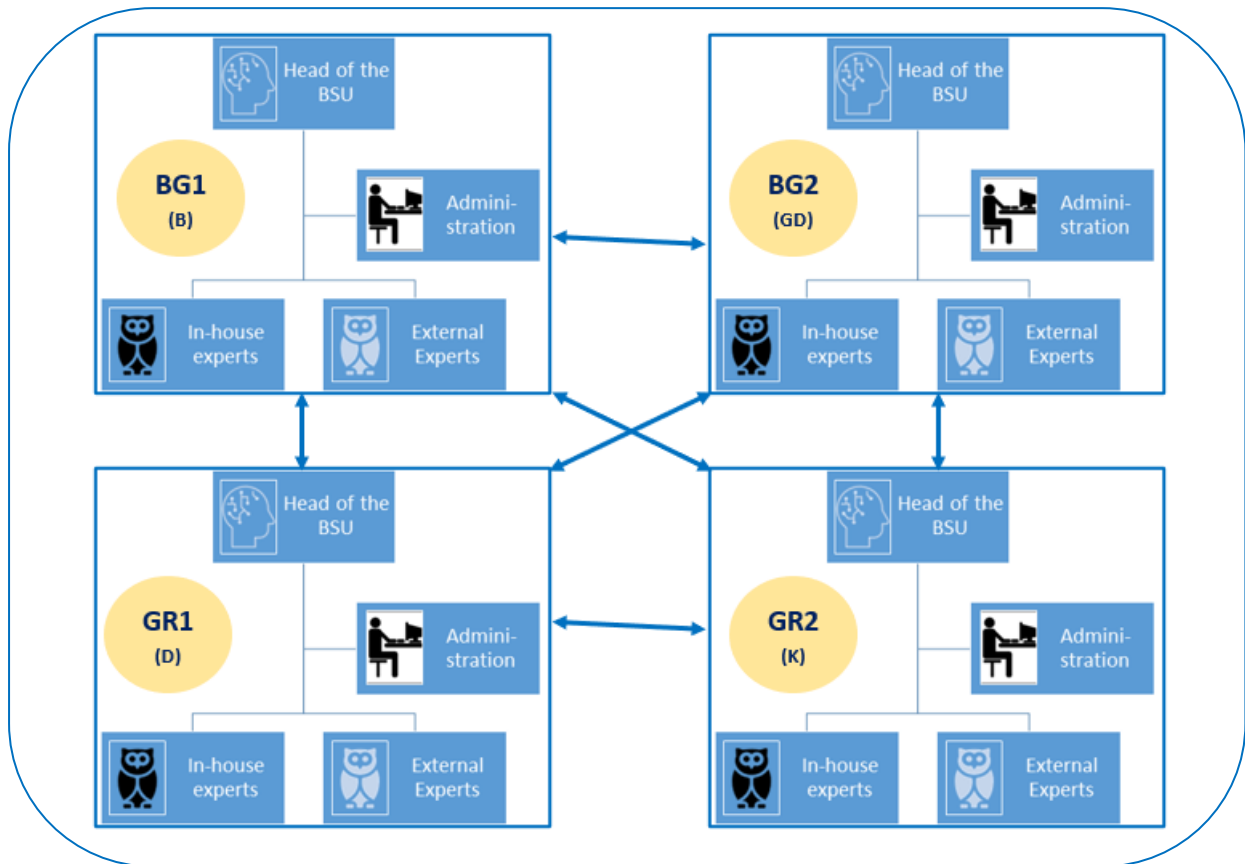 Head of the
BSU
BG1
(B)
Admini-
stration
In-house
experts
External
Experts
Head of the
BSU
BG2
(GD)
Admini-
stration
In-house
experts
External
Experts
Head of the
BSU
GR1
(D)
Admini-
stration
In-house
experts
External
Experts
Head of the
BSU
GR2
(K)
Admini-
stration
In-house
experts
External
Experts